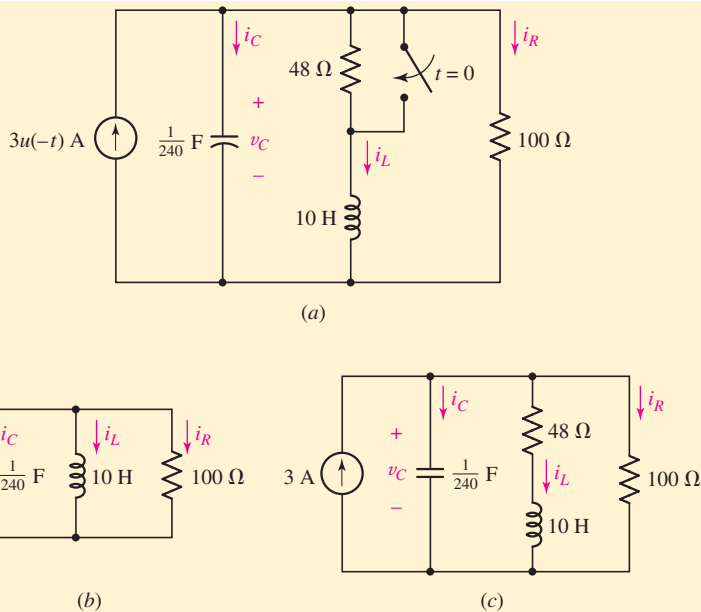 i_C
i_R
48 Ω
t = 0
+
3u(–t) A
1/240 F
v_C
100 Ω
i_L
–
10 H
(a)
i_C
i_L
i_R
1/240 F
10 H
100 Ω
(b)
i_C
i_R
+
48 Ω
3 A
v_C
1/240 F
i_L
100 Ω
–
10 H
(c)